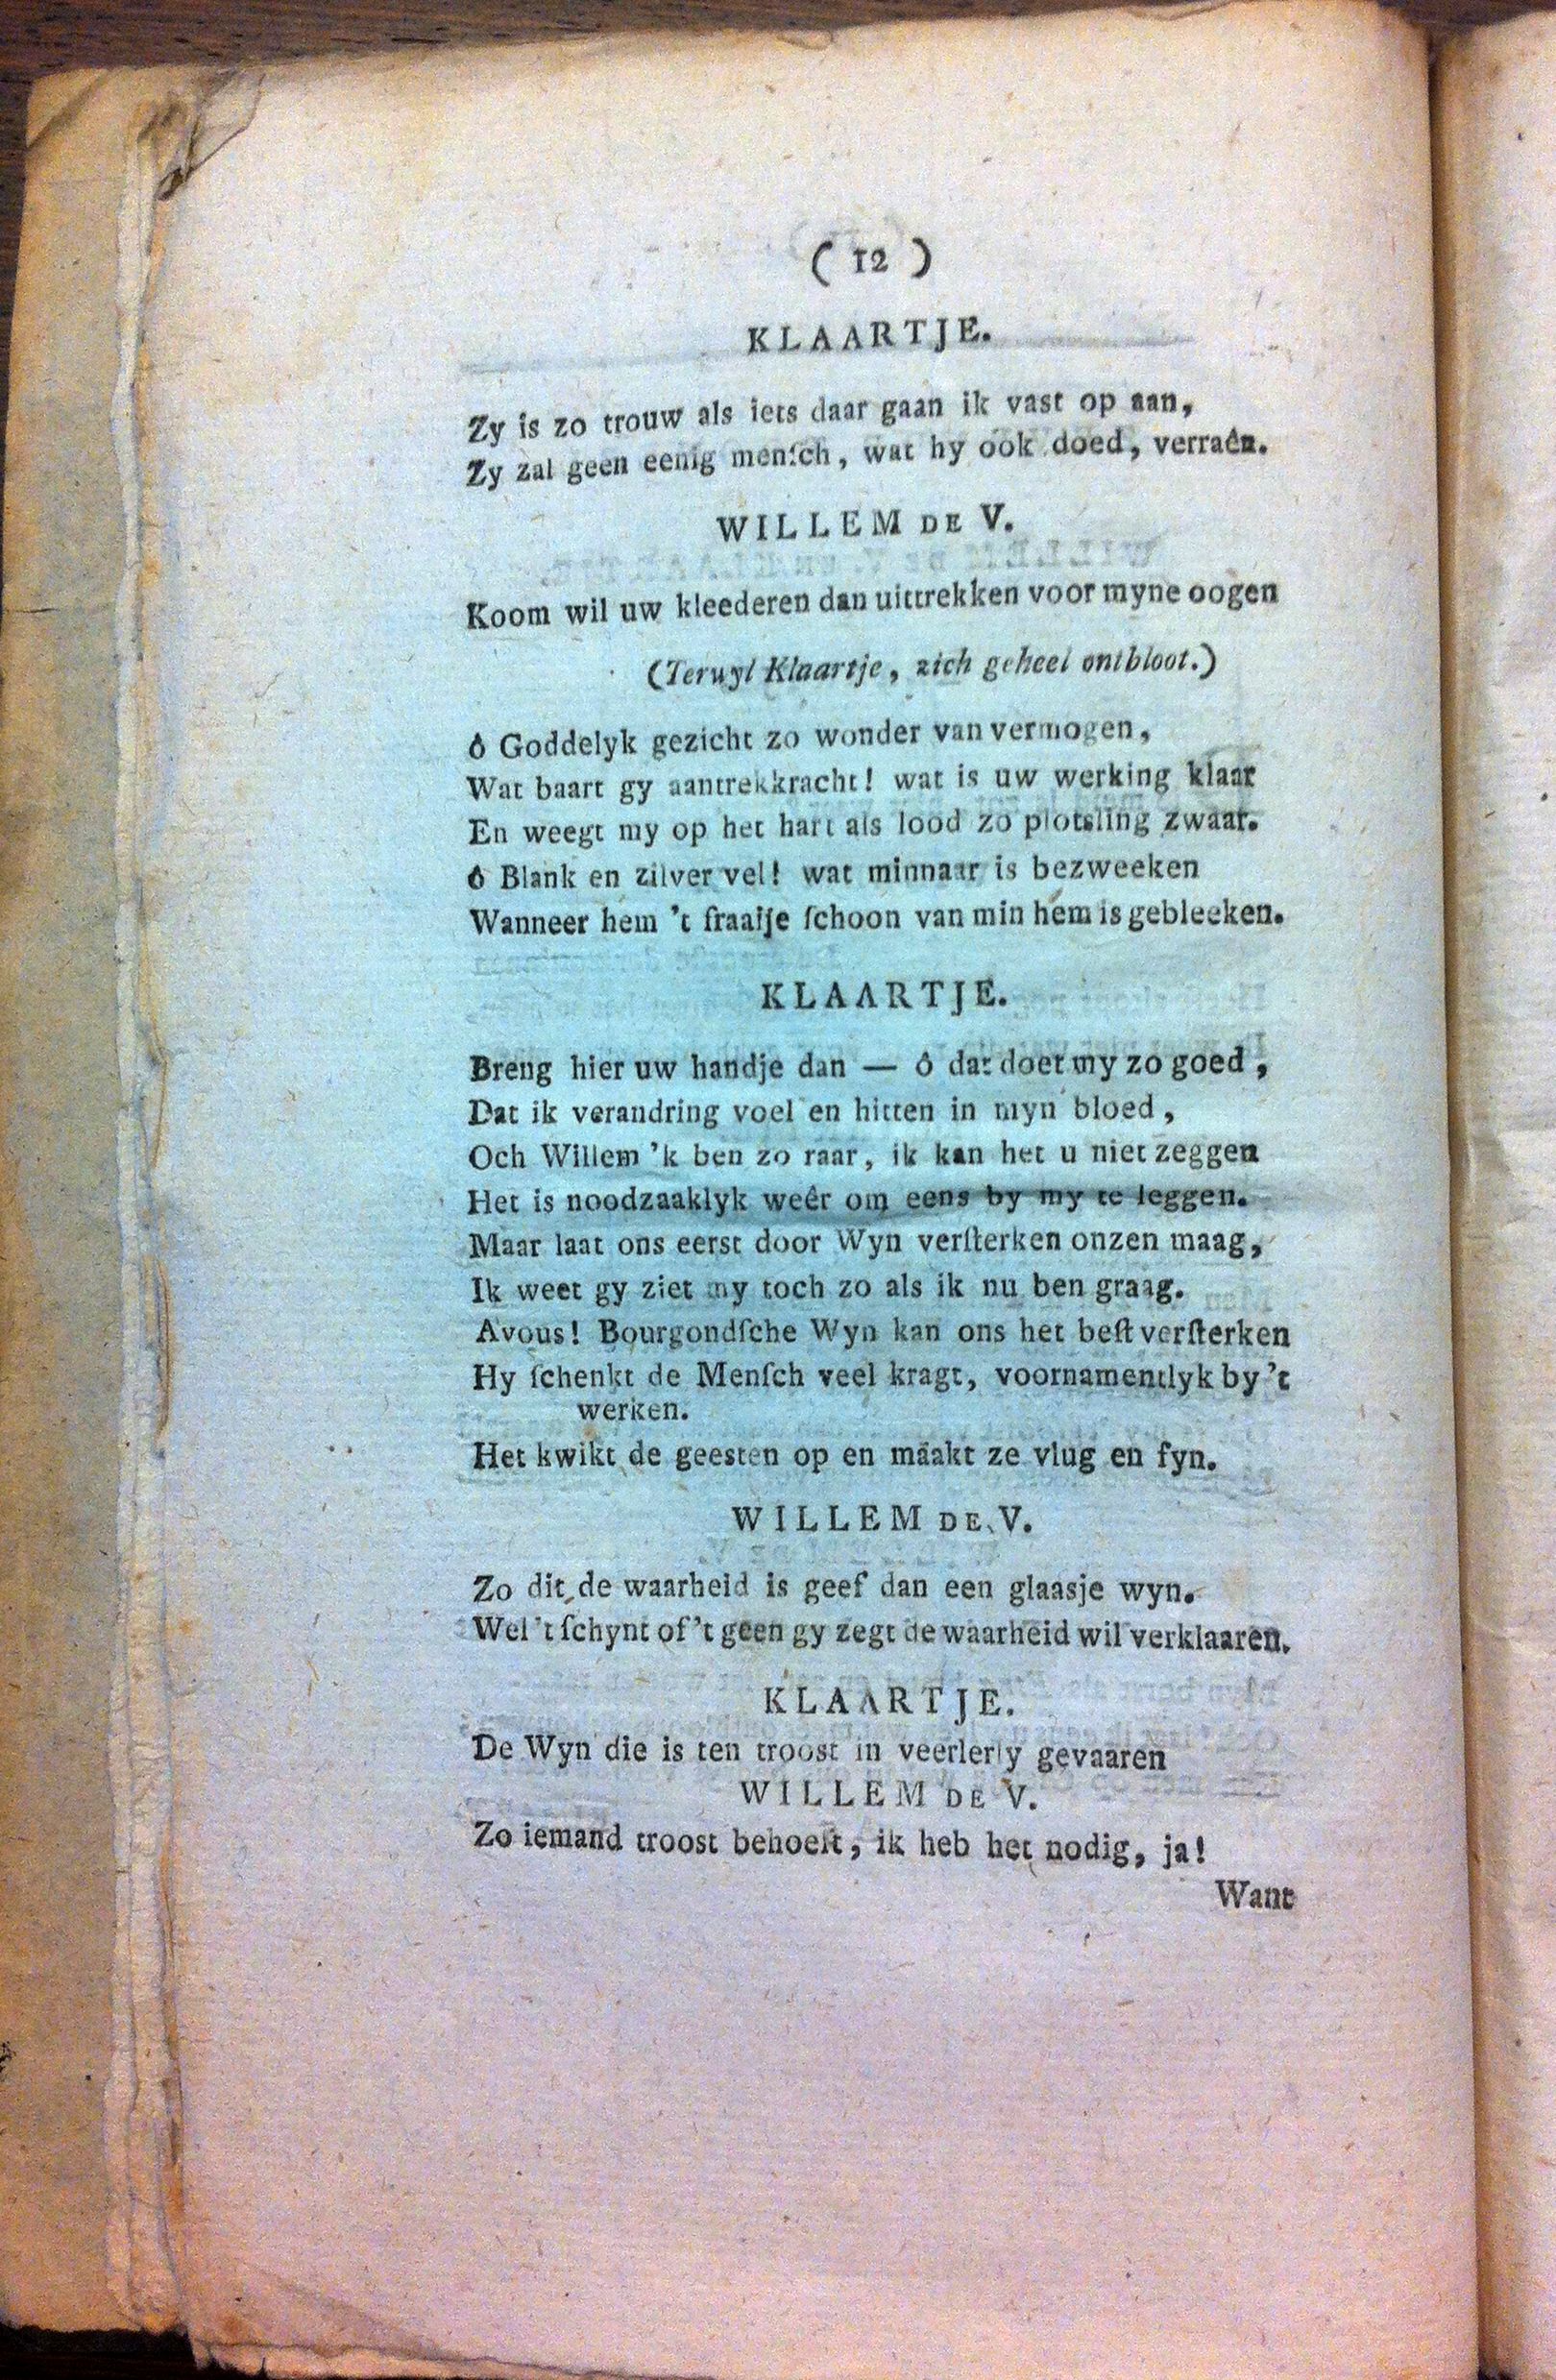 ( 12 )
KLAARTJE.
Zy is zo trouw als iets daar gaan ik vast op aan,
Zy zal geen eenig menſch, wat hy ook doed, verraên.
WILLEM DE V.
Koom wil uw kleederen dan uittrekken voor myne oogen
(Terwyl Klaartje, zich geheel ontbloot.)
ô Goddelyk gezicht zo wonder van vermogen,
Wat baart gy aantrekkracht! wat is uw werking klaar
En weegt my op het hart als lood zo plotsling zwaar.
ô Blank en zilver vel! wat minnaar is bezweeken
Wanneer hem 't fraaije ſchoon van min hem is gebleeken.
KLAARTJE.
Breng hier uw handje dan — ô dat doet my zo goed,
Dat ik verandring voel en hitten in myn bloed,
Och Willem 'k ben zo raar, ik kan het u niet zeggen
Het is noodzaaklyk weêr om eens by my te leggen.
Maar laat ons eerst door Wyn verſterken onzen maag,
Ik weet gy ziet my toch zo als ik nu ben graag.
Avous! Bourgondſche Wyn kan ons het beſt verſterken
Hy ſchenkt de Menſch veel kragt, voornamentlyk by 't
werken.
Het kwikt de geesten op en maakt ze vlug en fyn.
WILLEM DE V.
Zo dit de waarheid is geef dan een glaasje wyn.
Wel 't ſchynt of 't geen gy zegt de waarheid wil verklaaren.
KLAARTJE.
De Wyn die is ten troost in veerlerly gevaaren
WILLEM DE V.
Zo iemand troost behoeft, ik heb het nodig, ja!
Want